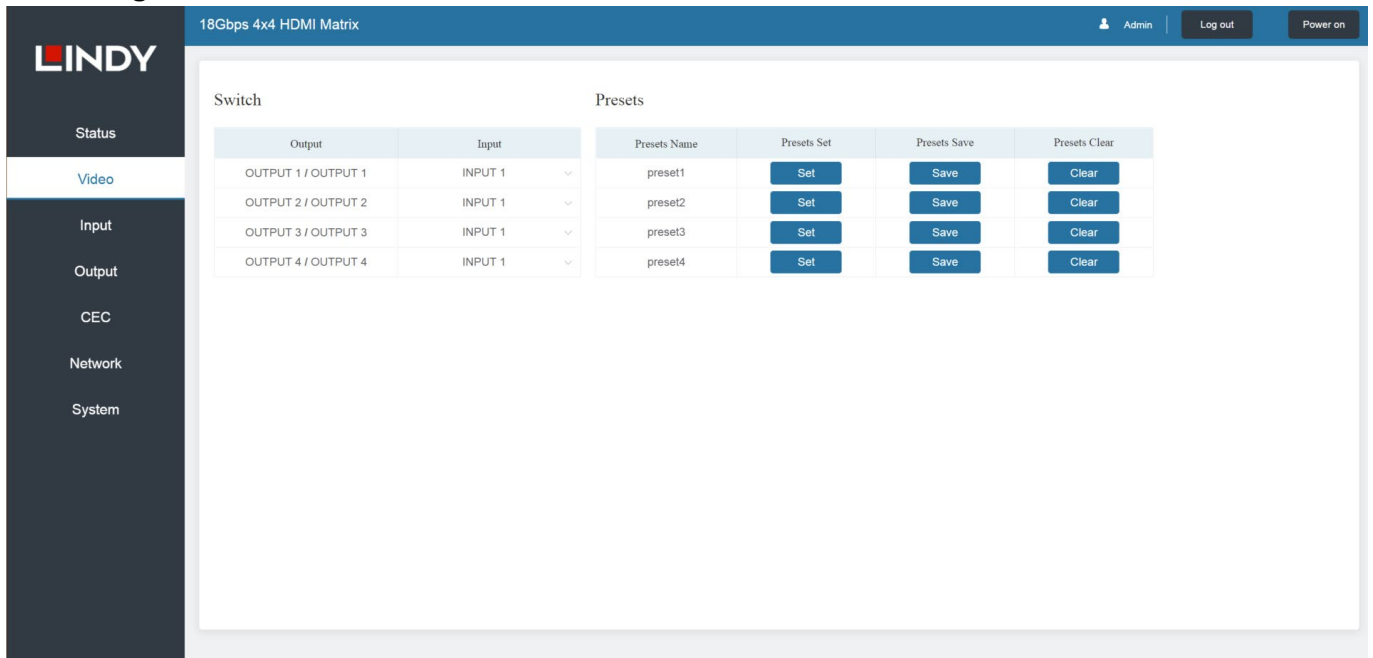 18Gbps 4x4 HDMI Matrix Admin Log out Power on
LINDY
Switch Presets
Status
Output Input Presets Name Presets Set Presets Save Presets Clear
Video
OUTPUT 1 / OUTPUT 1 INPUT 1 preset1 Set Save Clear
OUTPUT 2 / OUTPUT 2 INPUT 1 preset2 Set Save Clear
Input
OUTPUT 3 / OUTPUT 3 INPUT 1 preset3 Set Save Clear
OUTPUT 4 / OUTPUT 4 INPUT 1 preset4 Set Save Clear
Output
CEC
Network
System